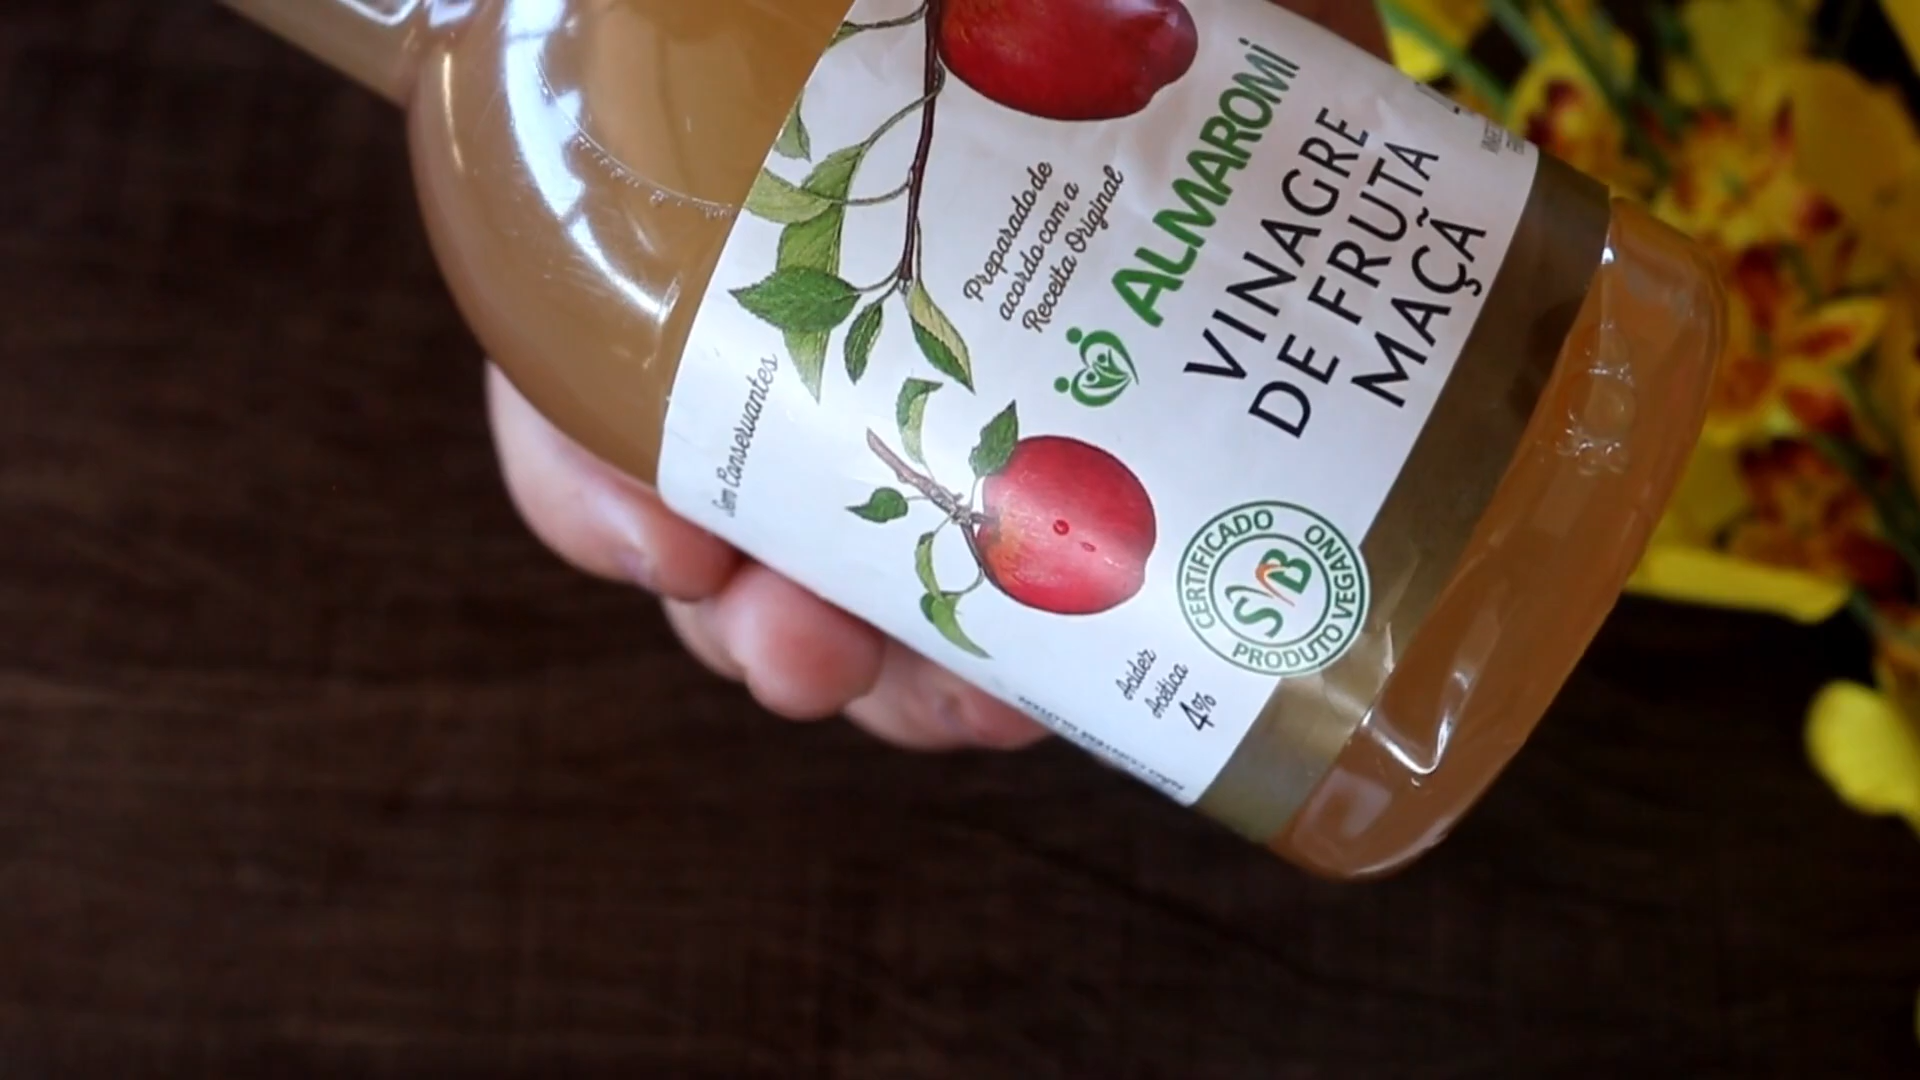 Sem Conservantes
Preparado de
acordo com a
Receita Original
ALMAROMI
VINAGRE
DE FRUTA
MAÇÃ
CERTIFICADO
SVB
PRODUTO VEGANO
Acidez
Acética
4%